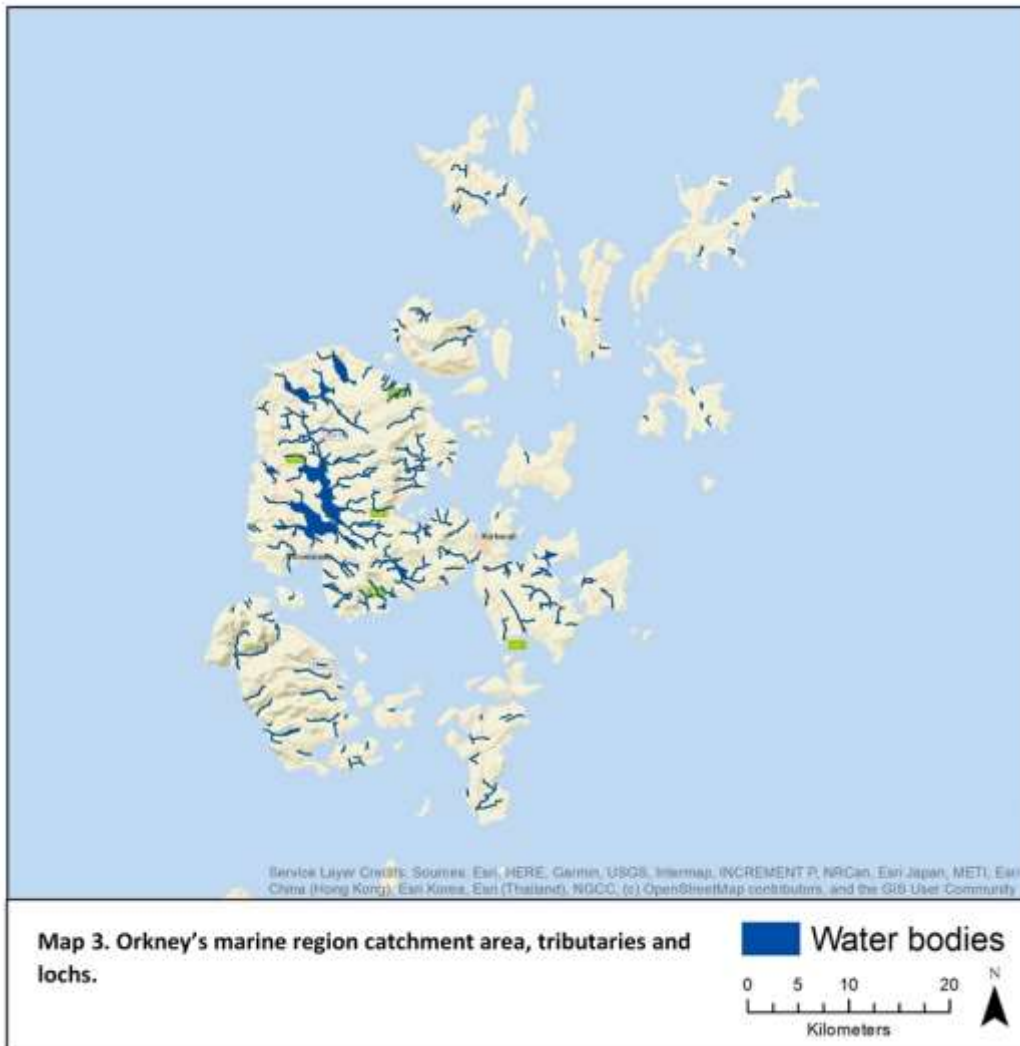 Kirkwall
Service Layer Credits: Sources: Esri, HERE, Garmin, USGS, Intermap, INCREMENT P, NRCan, Esri Japan, METI, Esri
China (Hong Kong), Esri Korea, Esri (Thailand), NGCC, (c) OpenStreetMap contributors, and the GIS User Community
Map 3. Orkney's marine region catchment area, tributaries and
lochs.
Water bodies
N
0 5 10 20
Kilometers